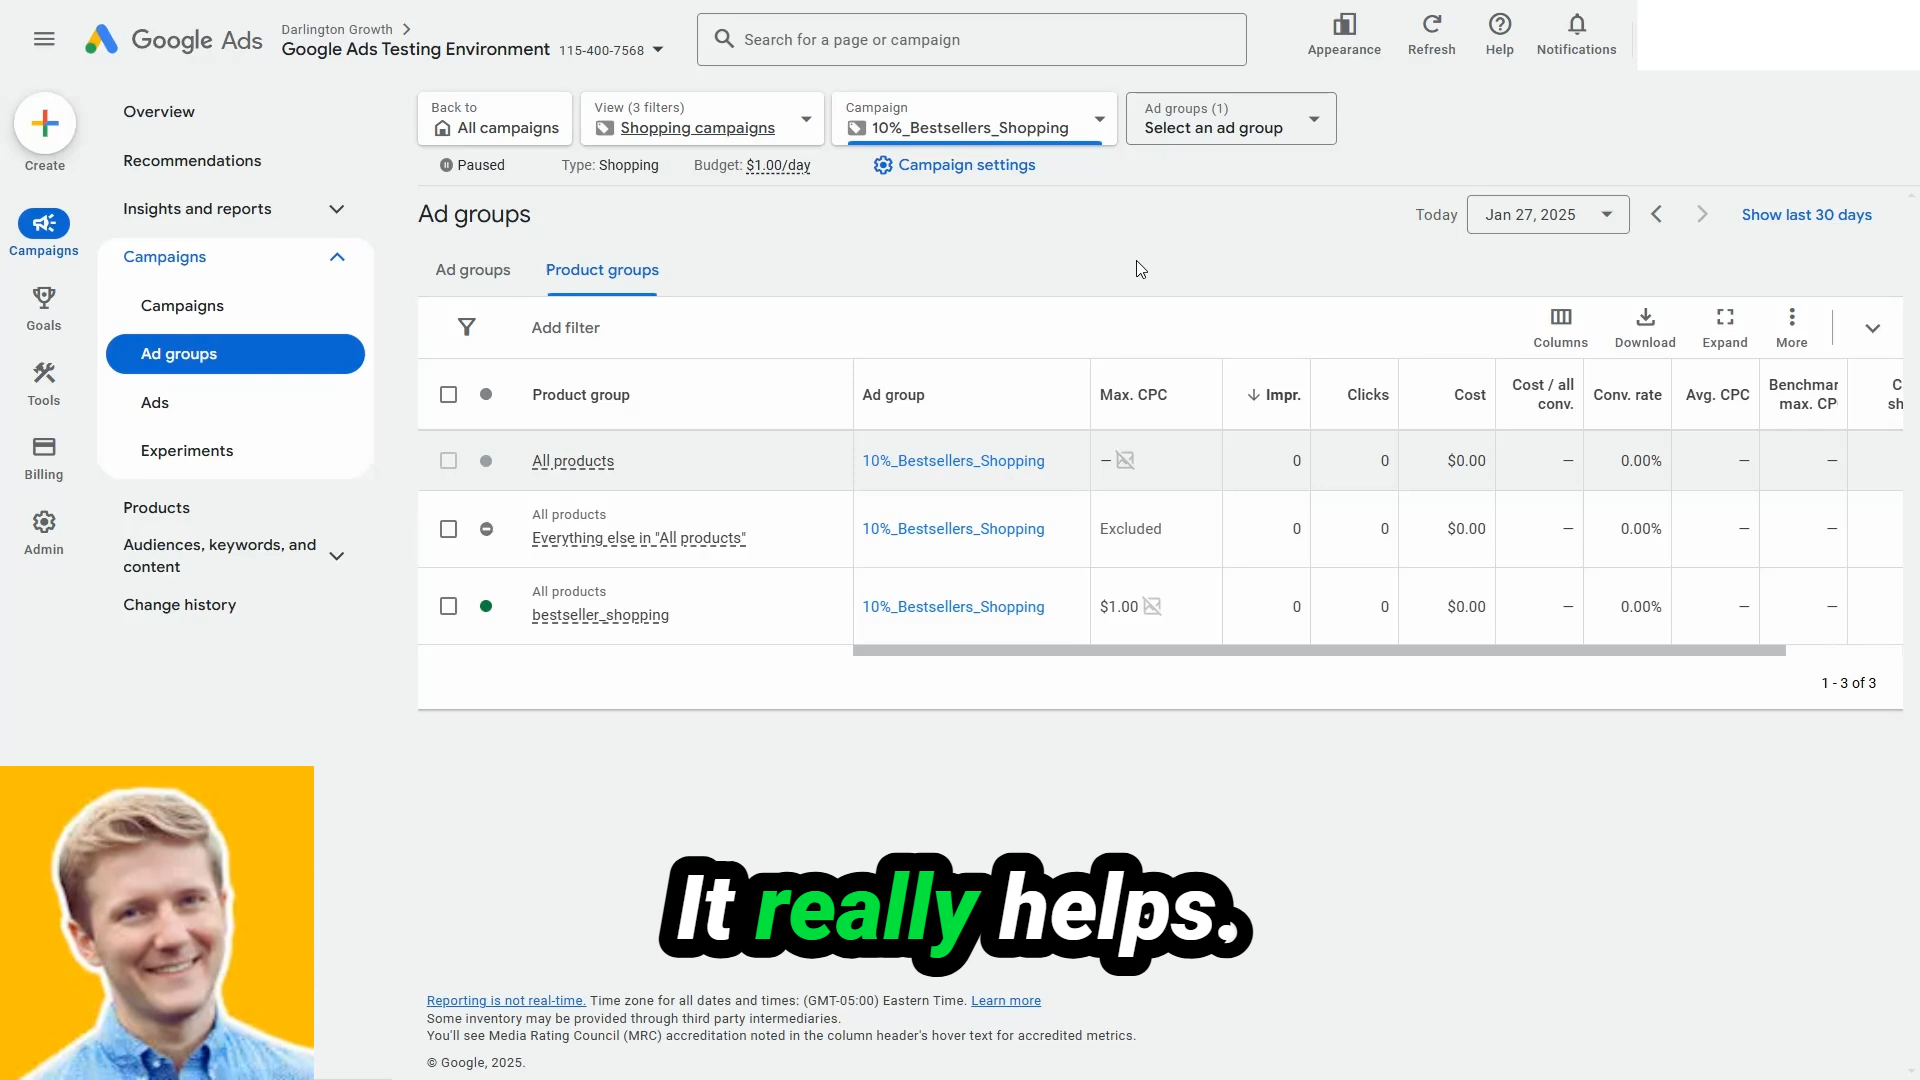 Google Ads
Darlington Growth
Google Ads Testing Environment 115-400-7568
Search for a page or campaign
Appearance
Refresh
Help
Notifications
Create
Campaigns
Goals
Tools
Billing
Admin
Overview
Recommendations
Insights and reports
Campaigns
Campaigns
Ad groups
Ads
Experiments
Products
Audiences, keywords, and
content
Change history
Back to
All campaigns
View (3 filters)
Shopping campaigns
Campaign
10%_Bestsellers_Shopping
Ad groups (1)
Select an ad group
Paused
Type: Shopping
Budget: $1.00/day
Campaign settings
Ad groups
Today
Jan 27, 2025
Show last 30 days
Ad groups
Product groups
Add filter
Columns
Download
Expand
More
Product group
Ad group
Max. CPC
Impr.
Clicks
Cost
Cost / all
conv.
Conv. rate
Avg. CPC
Benchmar
max. CP
C
sh
All products
10%_Bestsellers_Shopping
–
0
0
$0.00
–
0.00%
–
–
All products
Everything else in "All products"
10%_Bestsellers_Shopping
Excluded
0
0
$0.00
–
0.00%
–
–
All products
bestseller_shopping
10%_Bestsellers_Shopping
$1.00
0
0
$0.00
–
0.00%
–
–
1 - 3 of 3
It really helps.
Reporting is not real-time. Time zone for all dates and times: (GMT-05:00) Eastern Time. Learn more
Some inventory may be provided through third party intermediaries.
You'll see Media Rating Council (MRC) accreditation noted in the column header's hover text for accredited metrics.
© Google, 2025.